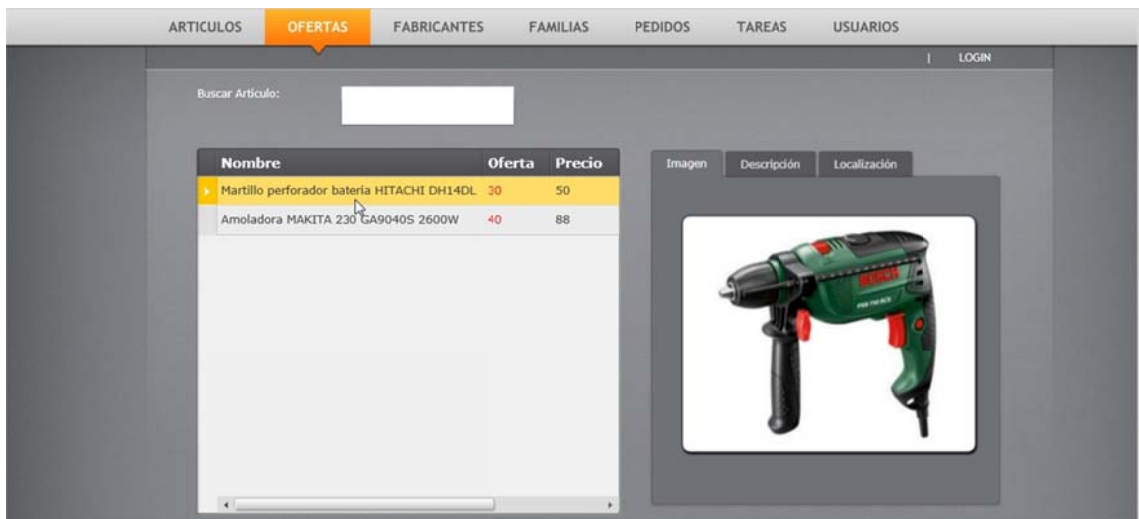 ARTICULOS OFERTAS FABRICANTES FAMILIAS PEDIDOS TAREAS USUARIOS
| LOGIN
Buscar Artículo:
Nombre Oferta Precio
Martillo perforador bateria HITACHI DH14DL 30 50
Amoladora MAKITA 230 GA9040S 2600W 40 88
Imagen Descripción Localización
BOSCH